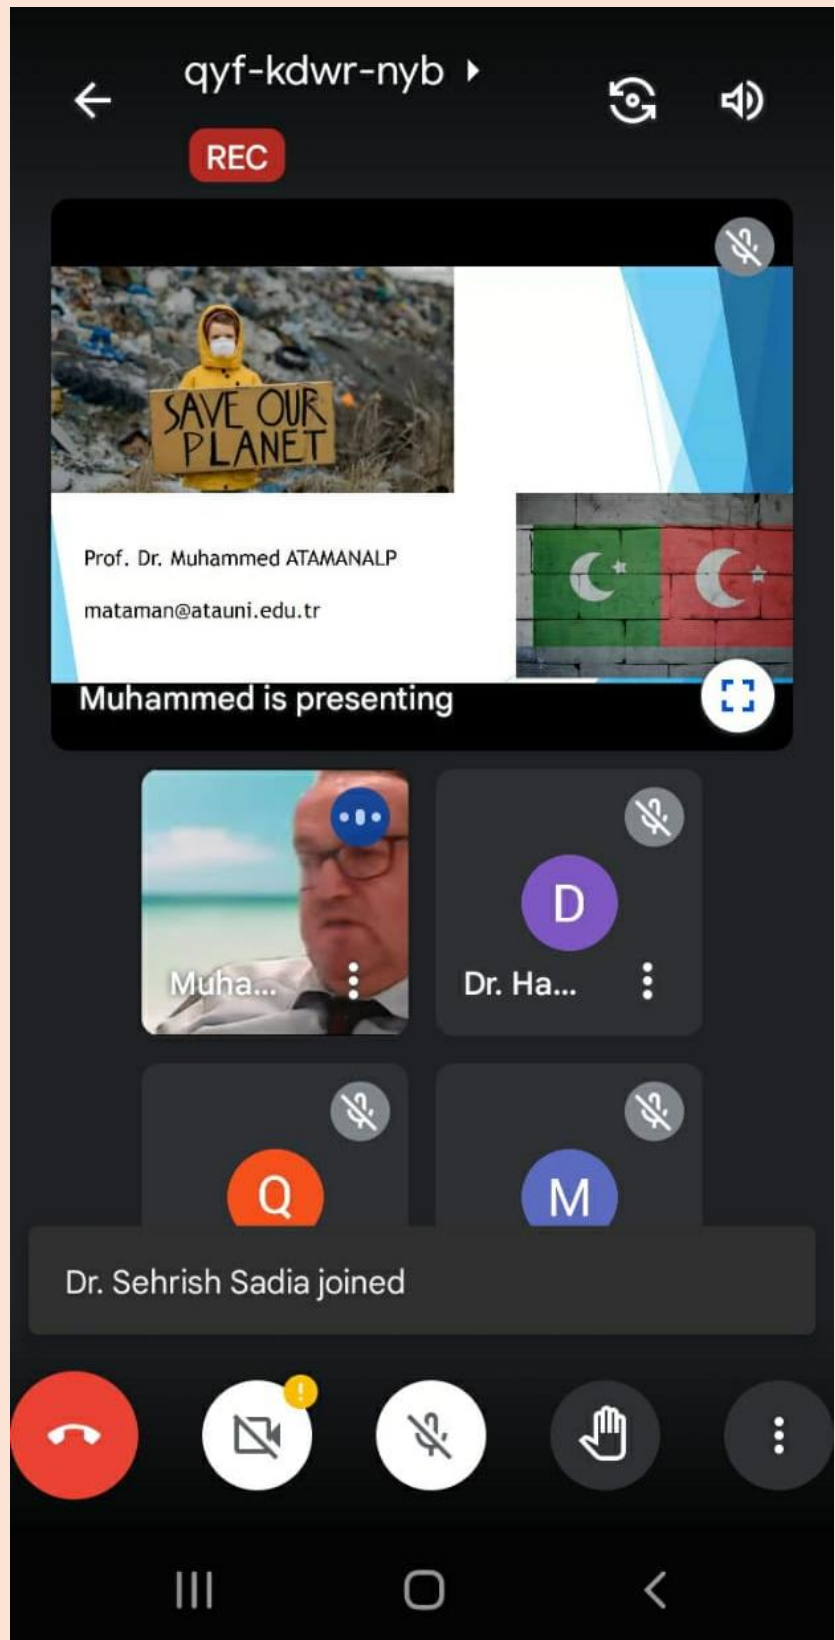 qyf-kdwr-nyb
REC
SAVE OUR
PLANET
Prof. Dr. Muhammed ATAMANALP
mataman@atauni.edu.tr
Muhammed is presenting
D
Muha...
Dr. Ha...
Q
M
Dr. Sehrish Sadia joined